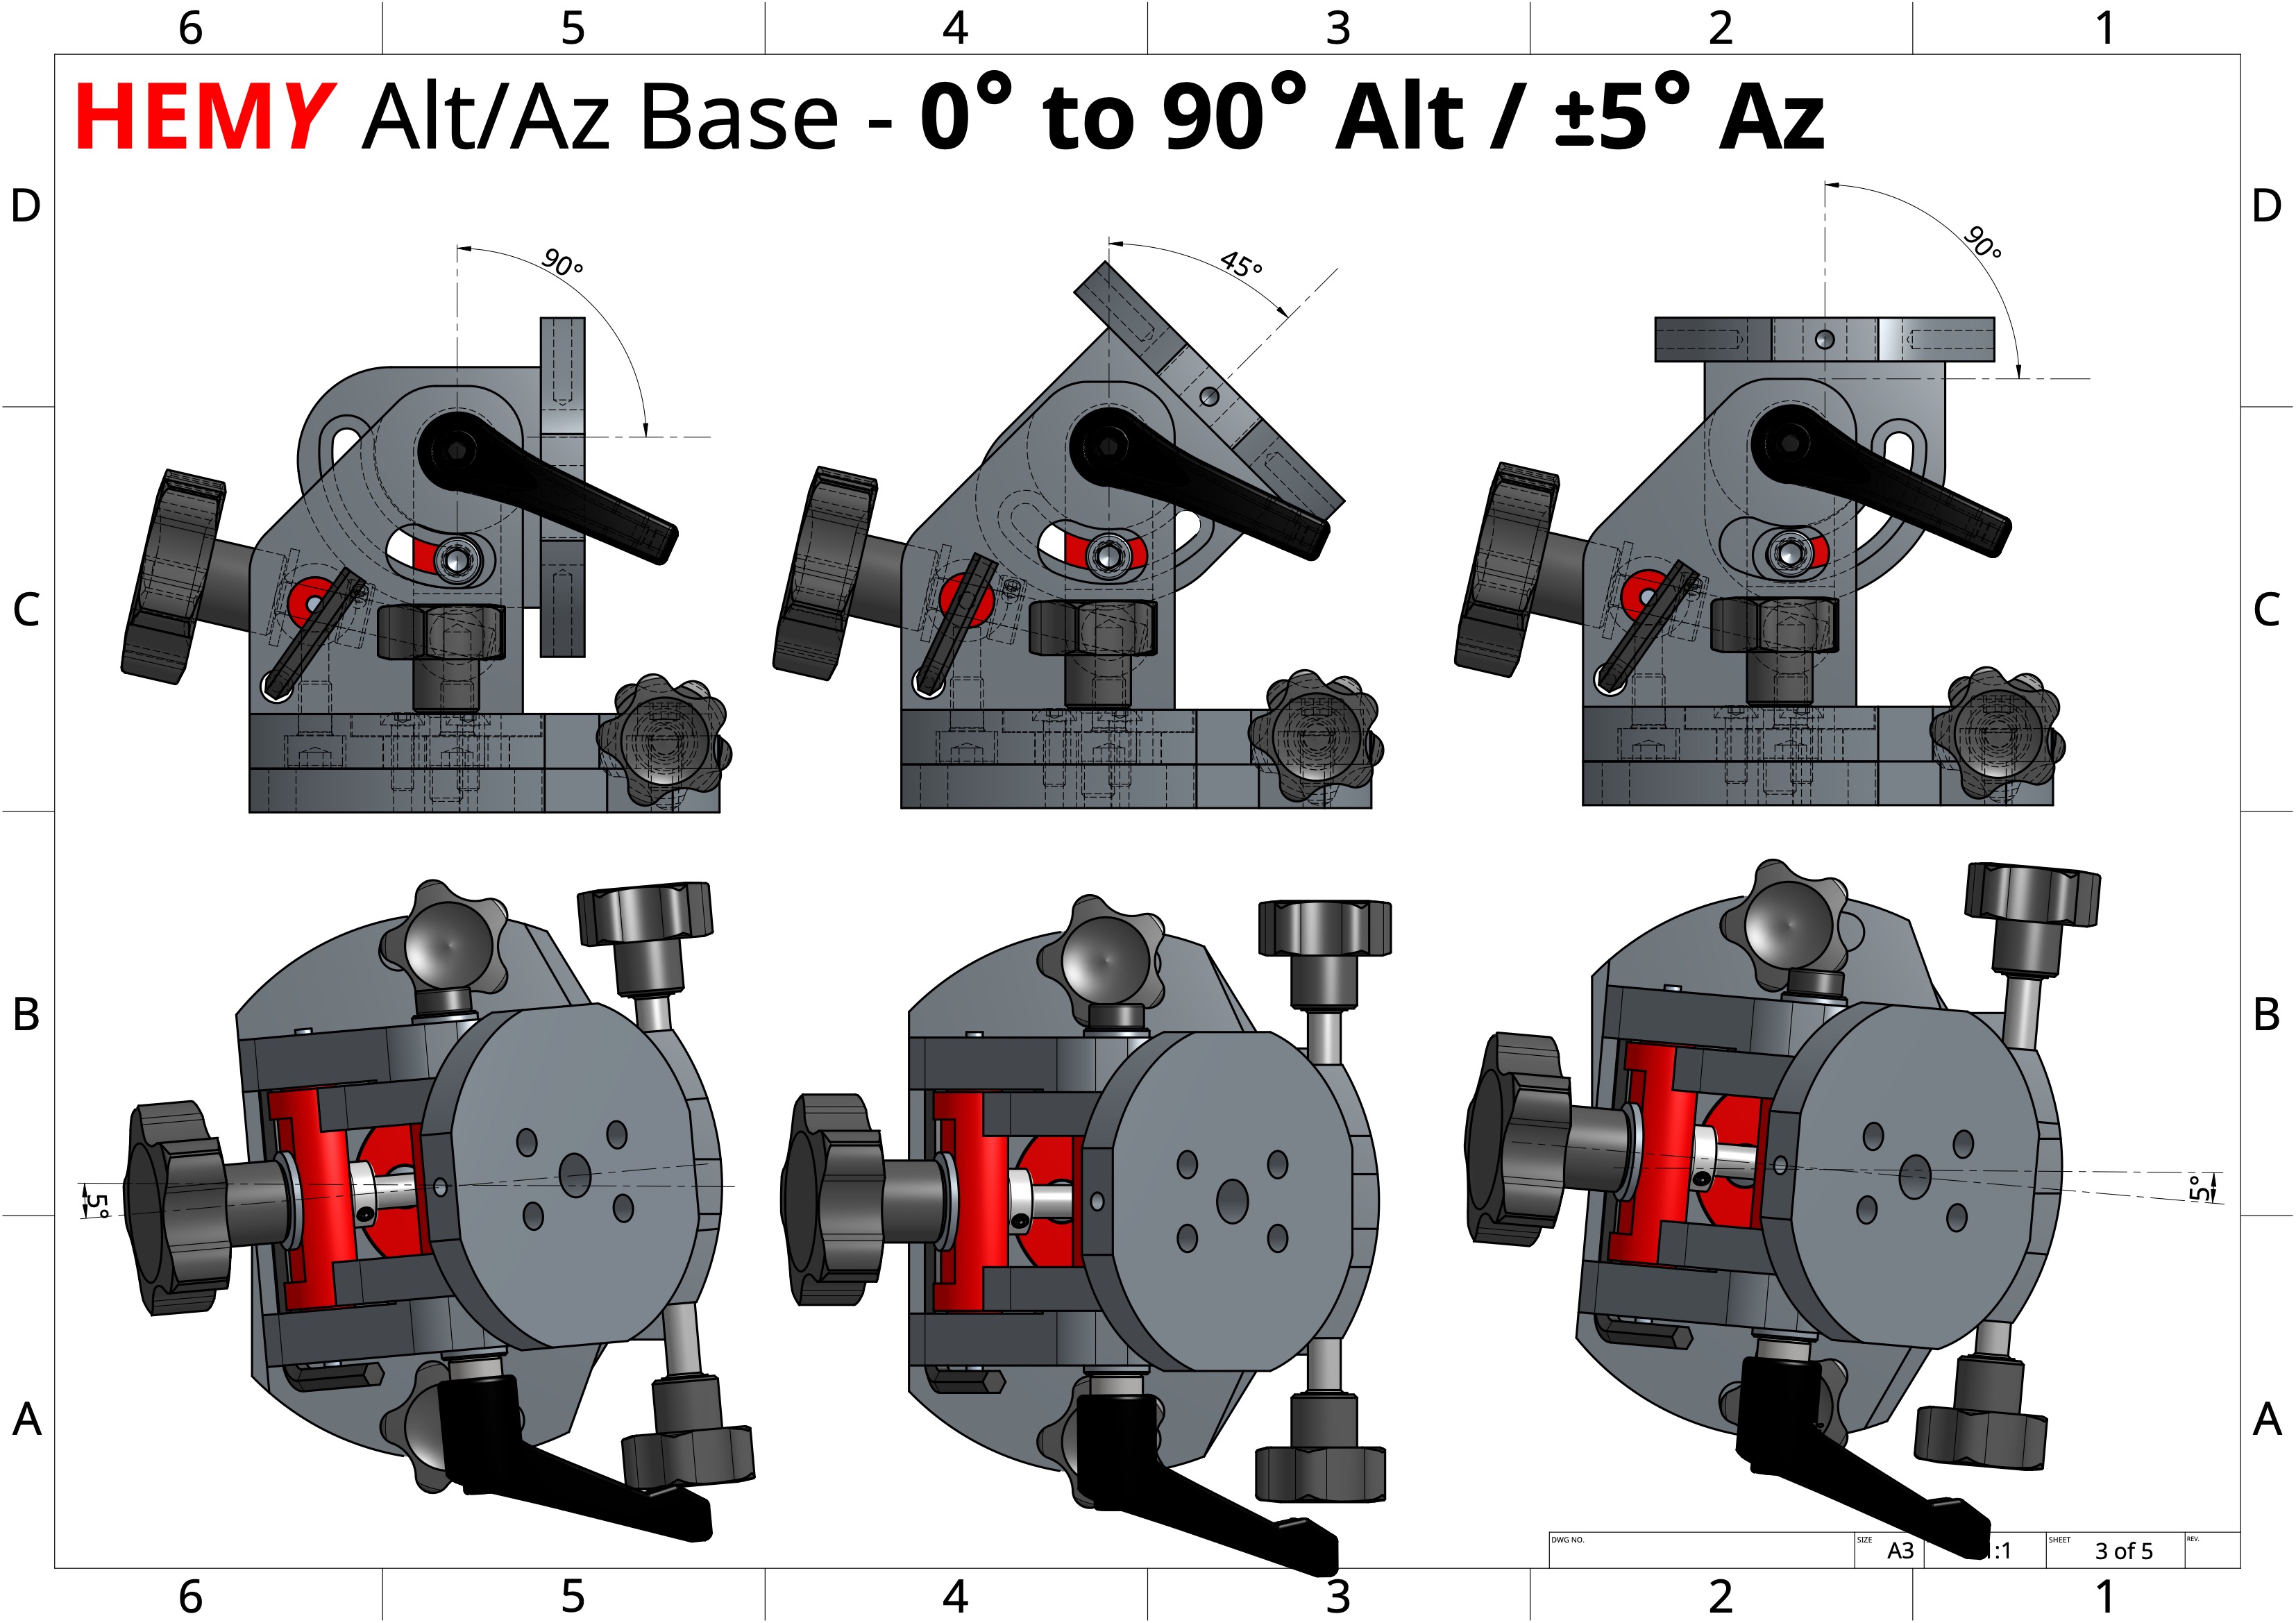 6 5 4 3 2 1
HEMY Alt/Az Base - 0° to 90° Alt / ±5° Az
D D
90° 45° 90°
C C
B B
5° 5°
A A
DWG NO. SIZE A3 :1 SHEET 3 of 5 REV.
6 5 4 3 2 1